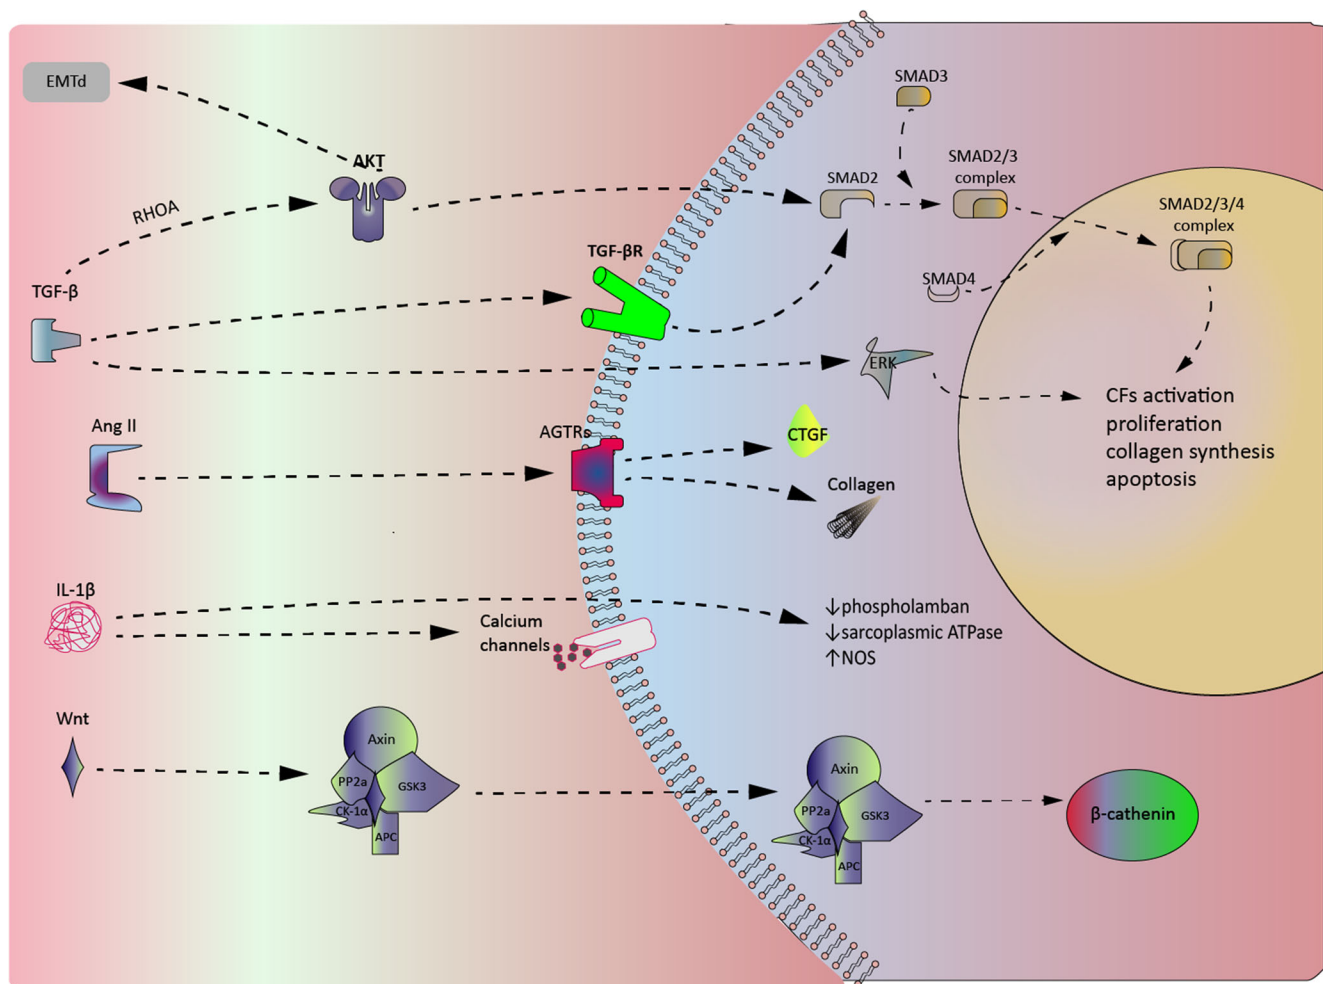 EMTd
AKT
RHOA
TGF-β
TGF-βR
SMAD3
SMAD2
SMAD2/3
complex
SMAD2/3/4
complex
SMAD4
ERK
CFs activation
proliferation
collagen synthesis
apoptosis
Ang II
AGTRs
CTGF
Collagen
IL-1β
Calcium
channels
↓phospholamban
↓sarcoplasmic ATPase
↑NOS
Wnt
Axin
PP2a
GSK3
CK-1α
APC
Axin
PP2a
GSK3
CK-1α
APC
β-cathenin